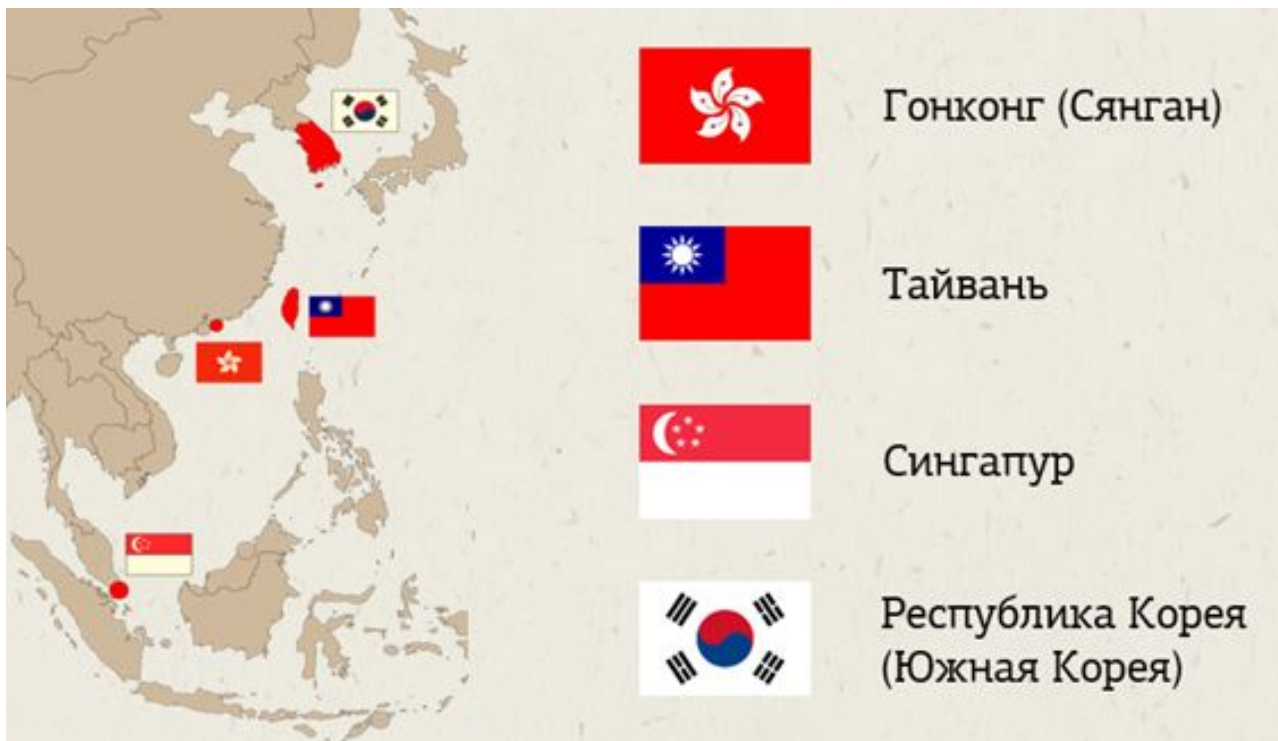 Гонконг (Сянган)
Тайвань
Сингапур
Республика Корея
(Южная Корея)